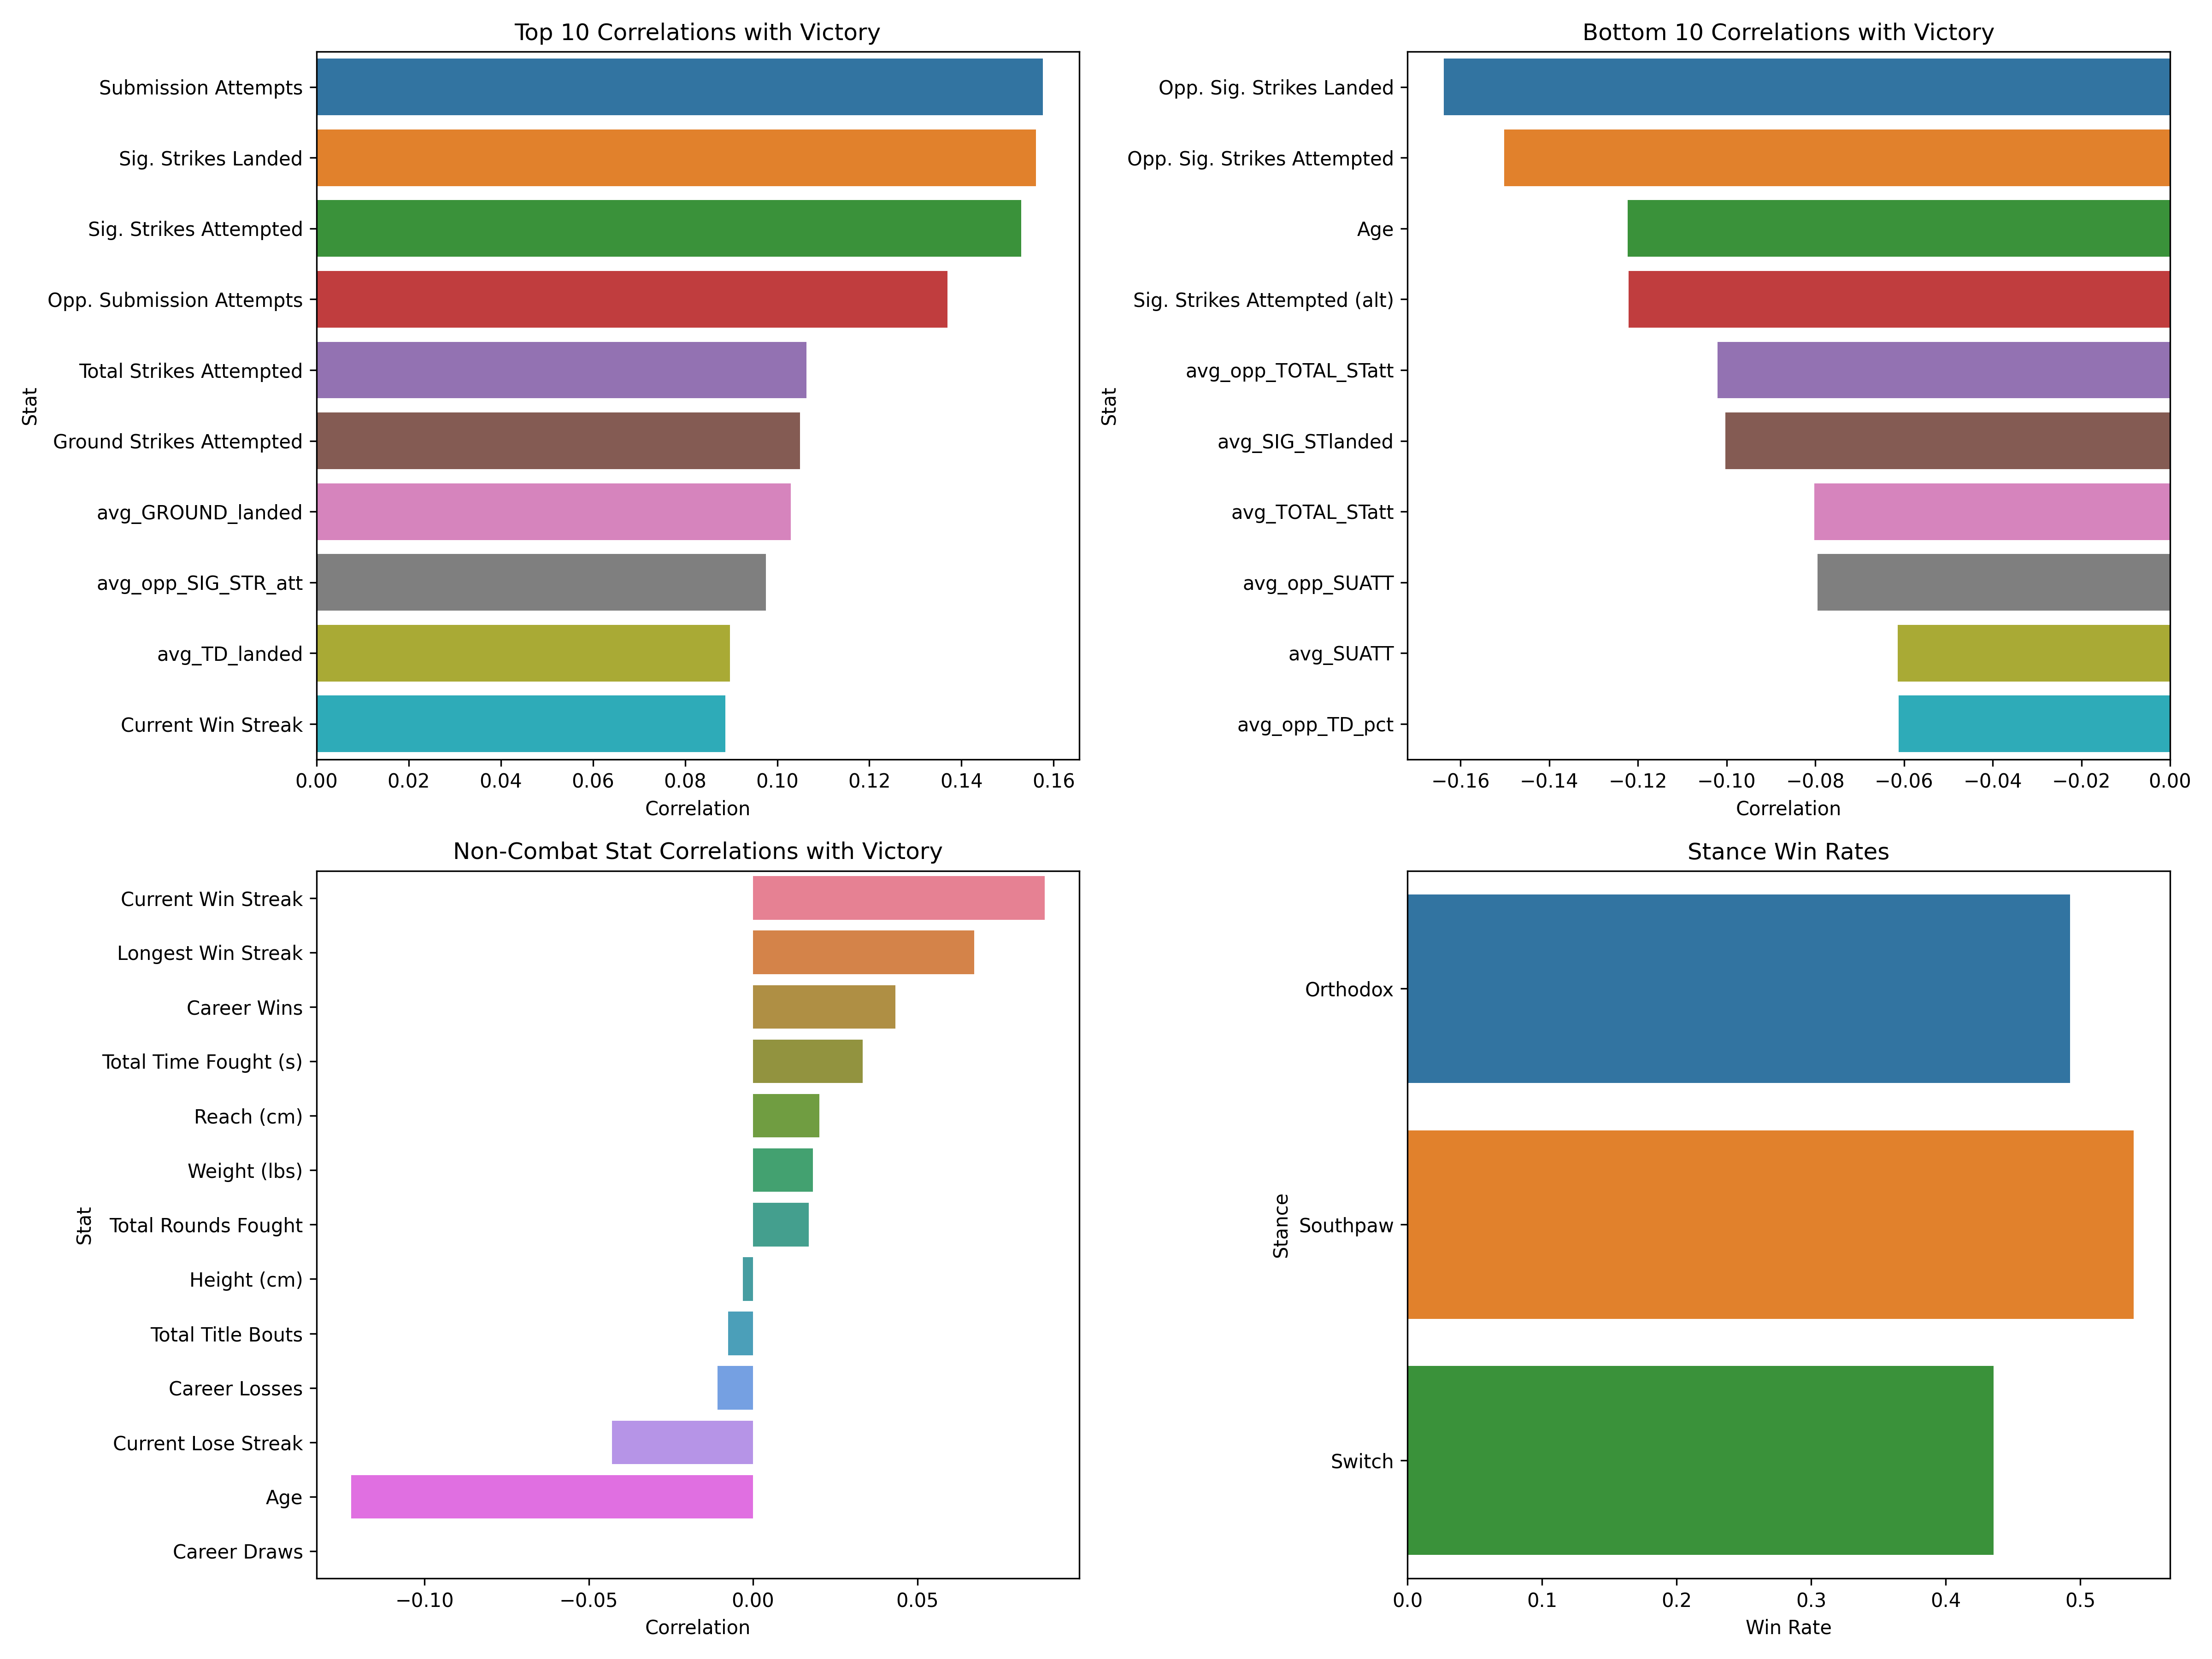 Top 10 Correlations with Victory
Stat
Submission Attempts
Sig. Strikes Landed
Sig. Strikes Attempted
Opp. Submission Attempts
Total Strikes Attempted
Ground Strikes Attempted
avg_GROUND_landed
avg_opp_SIG_STR_att
avg_TD_landed
Current Win Streak
0.00 0.02 0.04 0.06 0.08 0.10 0.12 0.14 0.16
Correlation
Bottom 10 Correlations with Victory
Stat
Opp. Sig. Strikes Landed
Opp. Sig. Strikes Attempted
Age
Sig. Strikes Attempted (alt)
avg_opp_TOTAL_STatt
avg_SIG_STlanded
avg_TOTAL_STatt
avg_opp_SUATT
avg_SUATT
avg_opp_TD_pct
−0.16 −0.14 −0.12 −0.10 −0.08 −0.06 −0.04 −0.02 0.00
Correlation
Non-Combat Stat Correlations with Victory
Stat
Current Win Streak
Longest Win Streak
Career Wins
Total Time Fought (s)
Reach (cm)
Weight (lbs)
Total Rounds Fought
Height (cm)
Total Title Bouts
Career Losses
Current Lose Streak
Age
Career Draws
−0.10 −0.05 0.00 0.05
Correlation
Stance Win Rates
Stance
Orthodox
Southpaw
Switch
0.0 0.1 0.2 0.3 0.4 0.5
Win Rate